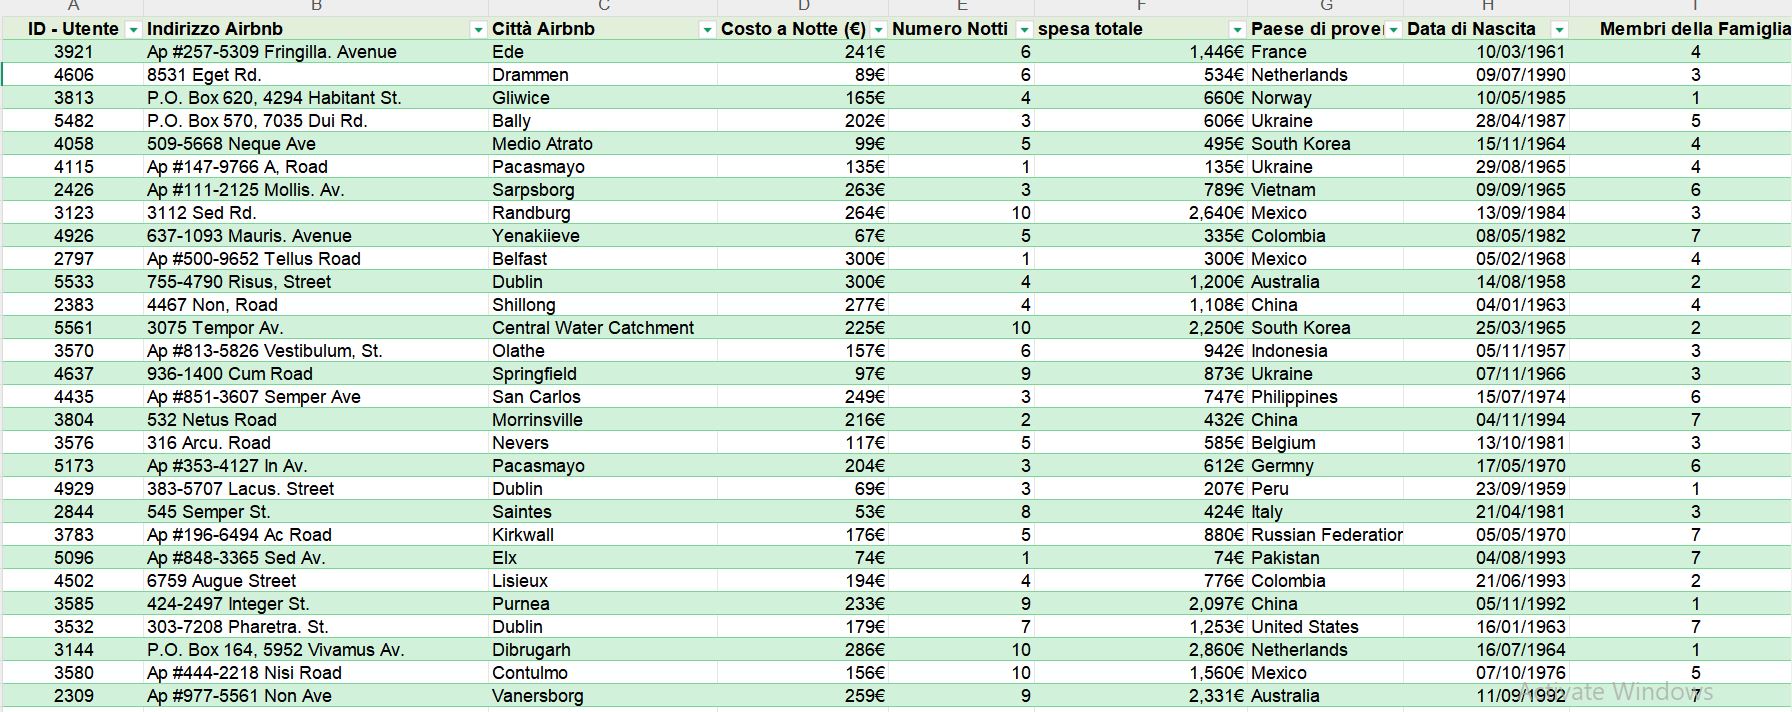 A B C D E F G H I
ID - Utente Indirizzo Airbnb Città Airbnb Costo a Notte (€) Numero Notti spesa totale Paese di prover Data di Nascita Membri della Famiglia
3921 Ap #257-5309 Fringilla. Avenue Ede 241€ 6 1,446€ France 10/03/1961 4
4606 8531 Eget Rd. Drammen 89€ 6 534€ Netherlands 09/07/1990 3
3813 P.O. Box 620, 4294 Habitant St. Gliwice 165€ 4 660€ Norway 10/05/1985 1
5482 P.O. Box 570, 7035 Dui Rd. Bally 202€ 3 606€ Ukraine 28/04/1987 5
4058 509-5668 Neque Ave Medio Atrato 99€ 5 495€ South Korea 15/11/1964 4
4115 Ap #147-9766 A, Road Pacasmayo 135€ 1 135€ Ukraine 29/08/1965 4
2426 Ap #111-2125 Mollis. Av. Sarpsborg 263€ 3 789€ Vietnam 09/09/1965 6
3123 3112 Sed Rd. Randburg 264€ 10 2,640€ Mexico 13/09/1984 3
4926 637-1093 Mauris. Avenue Yenakiieve 67€ 5 335€ Colombia 08/05/1982 7
2797 Ap #500-9652 Tellus Road Belfast 300€ 1 300€ Mexico 05/02/1968 4
5533 755-4790 Risus, Street Dublin 300€ 4 1,200€ Australia 14/08/1958 2
2383 4467 Non, Road Shillong 277€ 4 1,108€ China 04/01/1963 4
5561 3075 Tempor Av. Central Water Catchment 225€ 10 2,250€ South Korea 25/03/1965 2
3570 Ap #813-5826 Vestibulum, St. Olathe 157€ 6 942€ Indonesia 05/11/1957 3
4637 936-1400 Cum Road Springfield 97€ 9 873€ Ukraine 07/11/1966 3
4435 Ap #851-3607 Semper Ave San Carlos 249€ 3 747€ Philippines 15/07/1974 6
3804 532 Netus Road Morrinsville 216€ 2 432€ China 04/11/1994 7
3576 316 Arcu. Road Nevers 117€ 5 585€ Belgium 13/10/1981 3
5173 Ap #353-4127 In Av. Pacasmayo 204€ 3 612€ Germny 17/05/1970 6
4929 383-5707 Lacus. Street Dublin 69€ 3 207€ Peru 23/09/1959 1
2844 545 Semper St. Saintes 53€ 8 424€ Italy 21/04/1981 3
3783 Ap #196-6494 Ac Road Kirkwall 176€ 5 880€ Russian Federation 05/05/1970 7
5096 Ap #848-3365 Sed Av. Elx 74€ 1 74€ Pakistan 04/08/1993 7
4502 6759 Augue Street Lisieux 194€ 4 776€ Colombia 21/06/1993 2
3585 424-2497 Integer St. Purnea 233€ 9 2,097€ China 05/11/1992 1
3532 303-7208 Pharetra. St. Dublin 179€ 7 1,253€ United States 16/01/1963 7
3144 P.O. Box 164, 5952 Vivamus Av. Dibrugarh 286€ 10 2,860€ Netherlands 16/07/1964 1
3580 Ap #444-2218 Nisi Road Contulmo 156€ 10 1,560€ Mexico 07/10/1976 5
2309 Ap #977-5561 Non Ave Vanersborg 259€ 9 2,331€ Australia 11/09/1992 7
Activate Windows